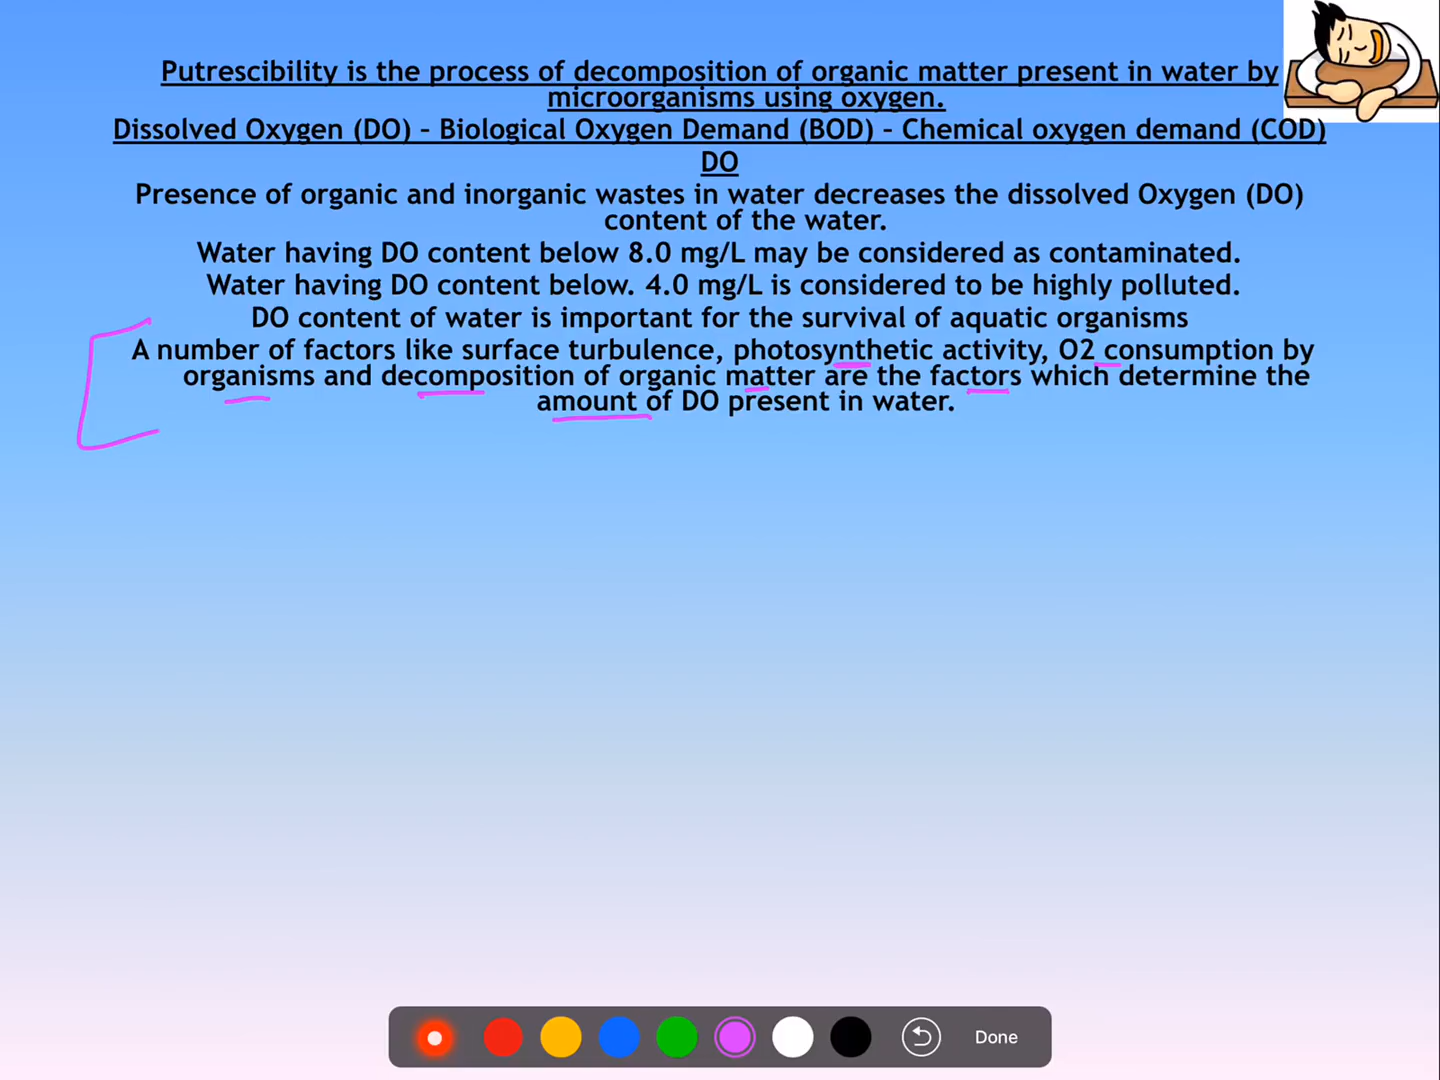 Putrescibility is the process of decomposition of organic matter present in water by
microorganisms using oxygen.
Dissolved Oxygen (DO) – Biological Oxygen Demand (BOD) – Chemical oxygen demand (COD)
DO
Presence of organic and inorganic wastes in water decreases the dissolved Oxygen (DO)
content of the water.
Water having DO content below 8.0 mg/L may be considered as contaminated.
Water having DO content below. 4.0 mg/L is considered to be highly polluted.
DO content of water is important for the survival of aquatic organisms
A number of factors like surface turbulence, photosynthetic activity, O2 consumption by
organisms and decomposition of organic matter are the factors which determine the
amount of DO present in water.
Done